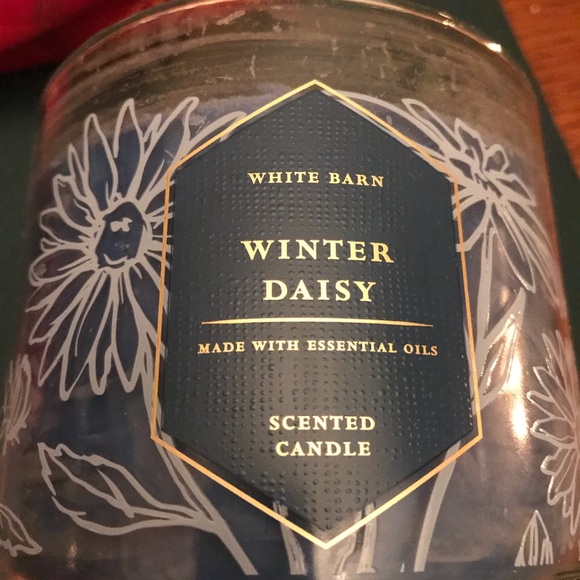 WHITE BARN
WINTER
DAISY
MADE WITH ESSENTIAL OILS
SCENTED
CANDLE